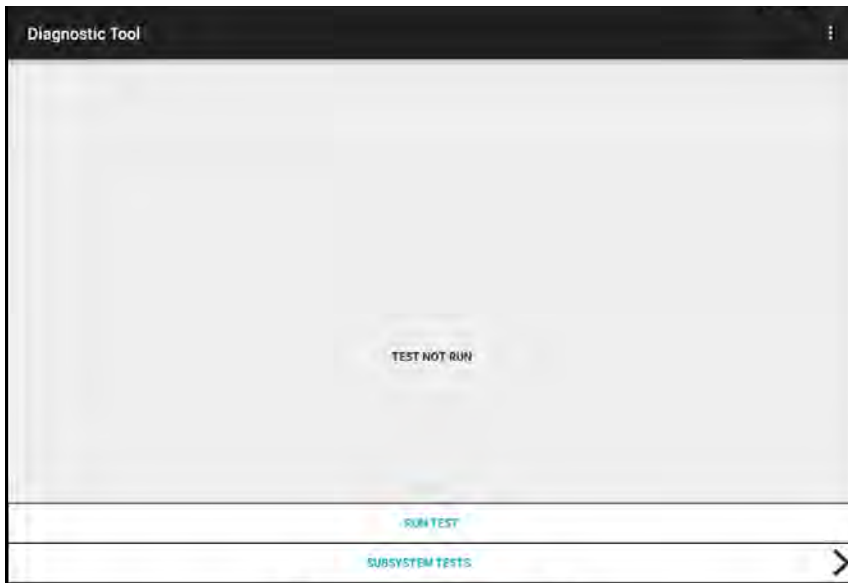 Diagnostic Tool
TEST NOT RUN
RUN TEST
SUBSYSTEM TESTS